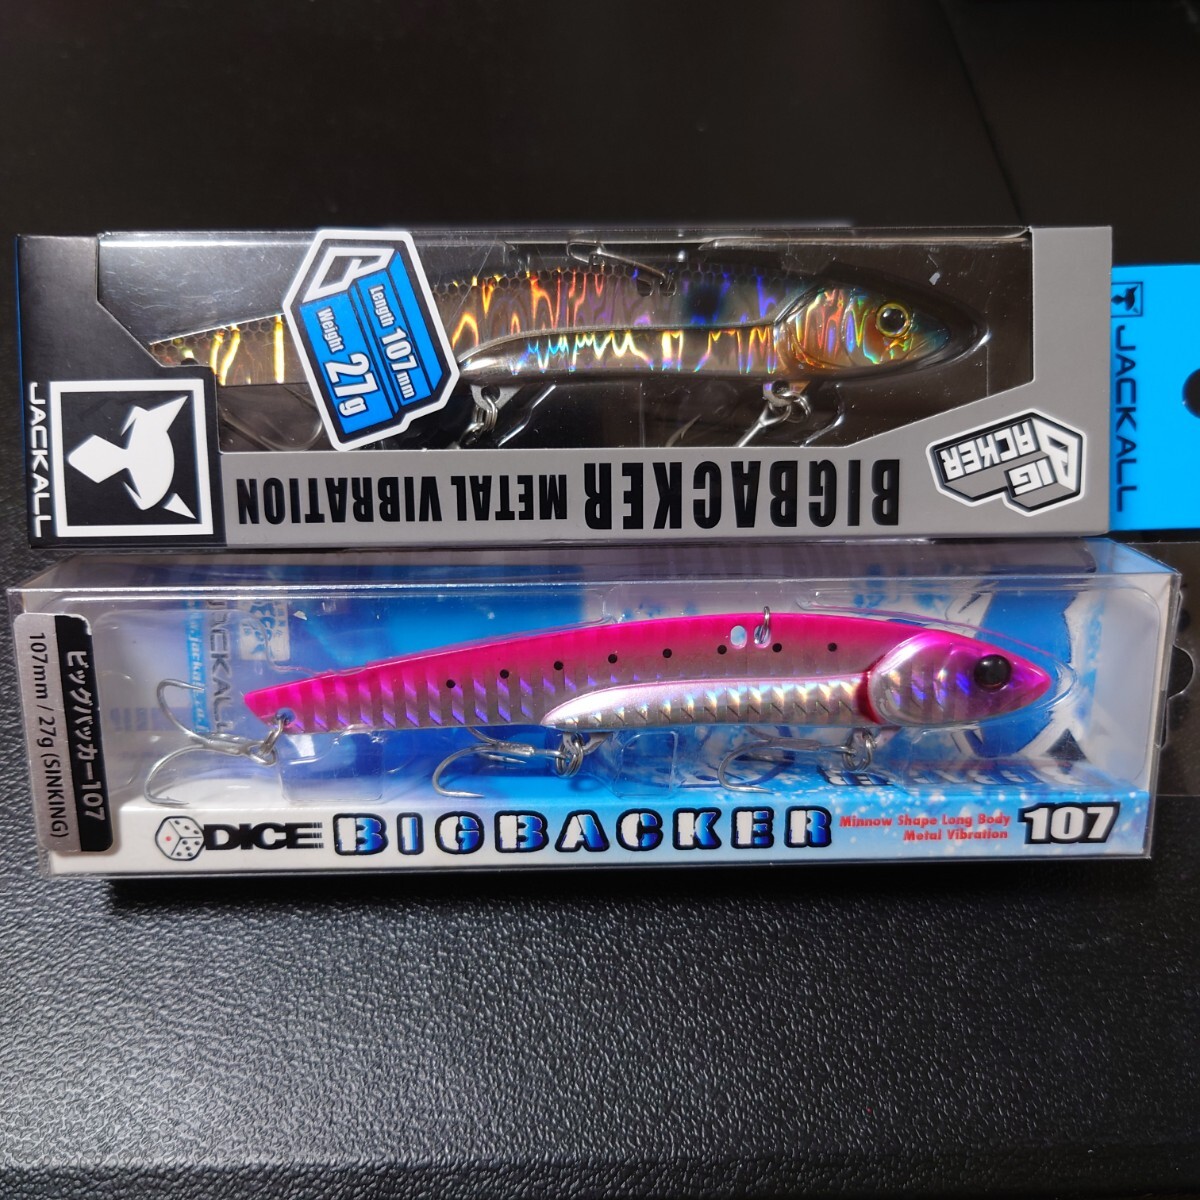 Length 107mm
Weight 27g
JACKALL
JACKALL
BIG
BACKER
BIGBACKER METAL VIBRATION
JACKALL
ビッグバッカー107
107mm / 27g (SINKING)
DICE BIGBACKER
Minnow Shape Long Body
Metal Vibration
107